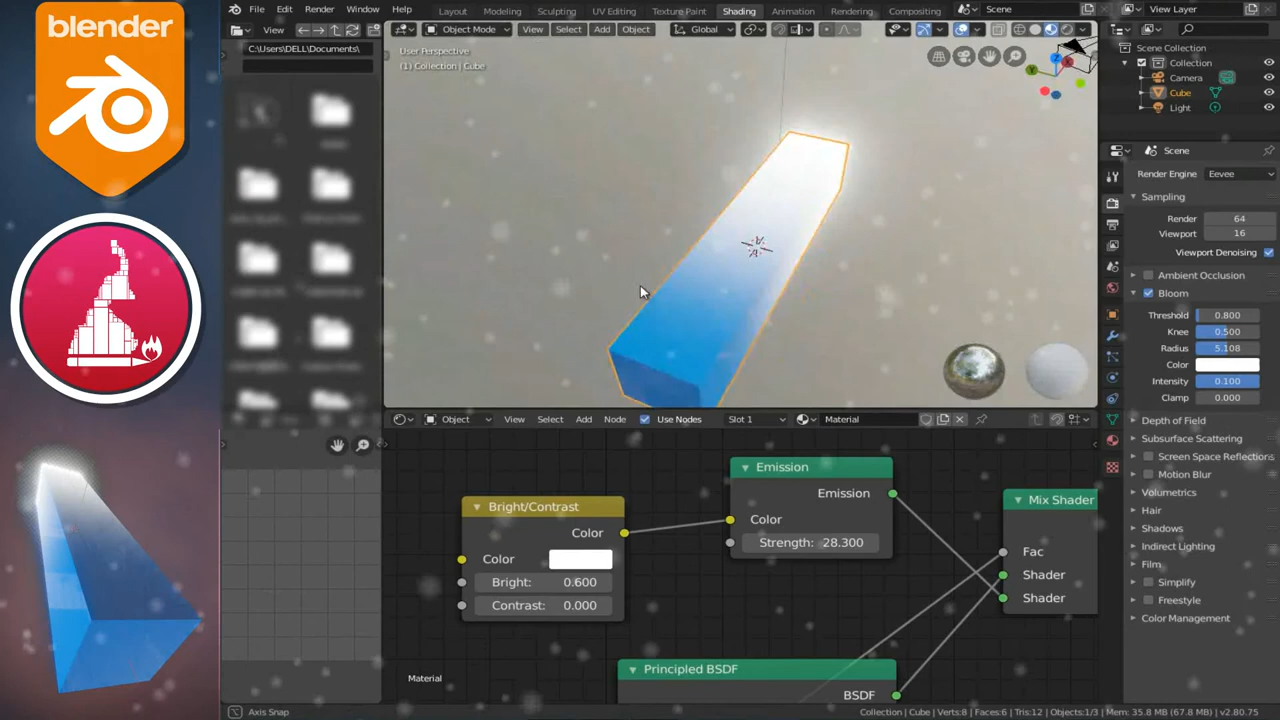 blender
File Edit Render Window Help
Layout Modeling Sculpting UV Editing Texture Paint Shading Animation Rendering Compositing
Scene
View Layer
View
Object Mode View Select Add Object Global
C:\Users\DELL\Documents\
User Perspective
(1) Collection | Cube
Scene Collection
Collection
Camera
Cube
Light
Scene
Render Engine Eevee
Sampling
Render 64
Viewport 16
Viewport Denoising
Ambient Occlusion
Bloom
Threshold 0.800
Knee 0.500
Radius 5.108
Color
Intensity 0.100
Clamp 0.000
Depth of Field
Subsurface Scattering
Screen Space Reflections
Motion Blur
Volumetrics
Hair
Shadows
Indirect Lighting
Film
Simplify
Freestyle
Color Management
Object View Select Add Node Use Nodes Slot 1 Material
Bright/Contrast
Color
Color
Bright: 0.600
Contrast: 0.000
Emission
Emission
Color
Strength: 28.300
Mix Shader
Fac
Shader
Shader
Principled BSDF
BSDF
Material
Axis Snap
Collection | Cube | Verts:8 | Faces:6 | Tris:12 | Objects:1/3 | Mem: 35.8 MB (67.8 MB) | v2.80.75